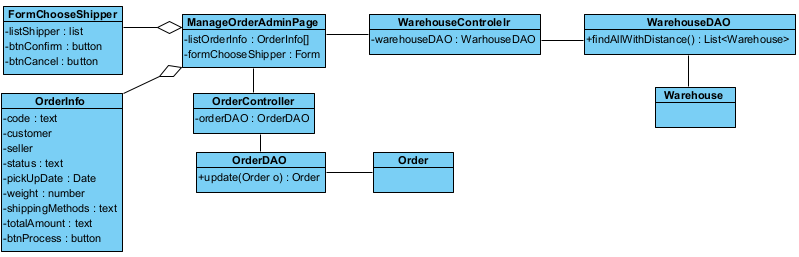 FormChooseShipper
-listShipper : list
-btnConfirm : button
-btnCancel : button
ManageOrderAdminPage
-listOrderInfo : OrderInfo[]
-formChooseShipper : Form
WarehouseControlelr
-warehouseDAO : WarhouseDAO
WarehouseDAO
+findAllWithDistance() : List<Warehouse>
Warehouse
OrderInfo
-code : text
-customer
-seller
-status : text
-pickUpDate : Date
-weight : number
-shippingMethods : text
-totalAmount : text
-btnProcess : button
OrderController
-orderDAO : OrderDAO
OrderDAO
+update(Order o) : Order
Order